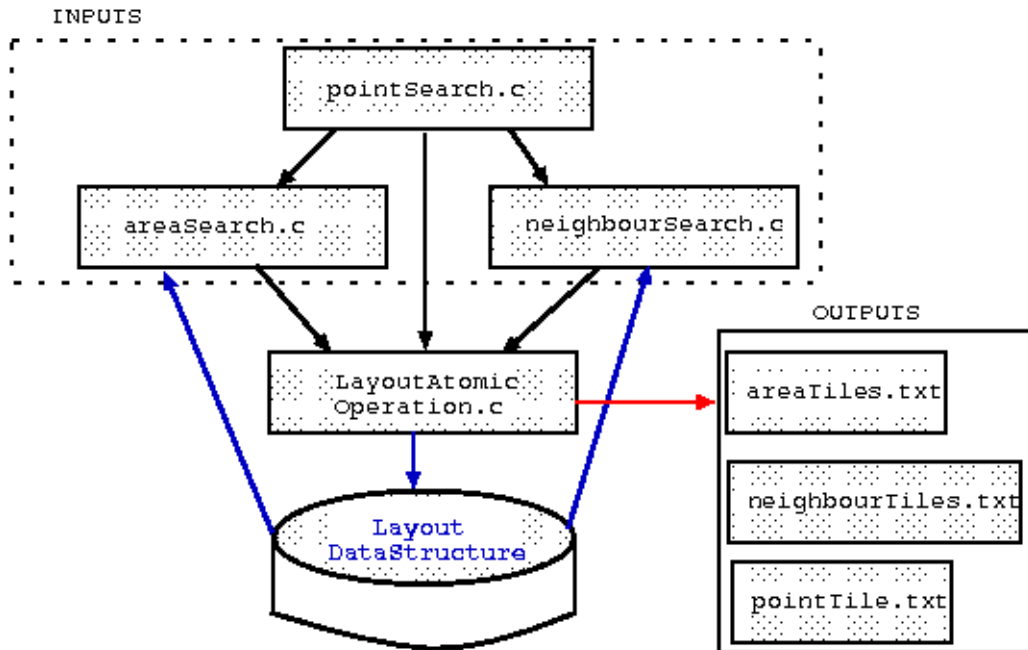 INPUTS
pointSearch.c
areaSearch.c
neighbourSearch.c
OUTPUTS
LayoutAtomic
Operation.c
areaTiles.txt
neighbourTiles.txt
Layout
DataStructure
pointTile.txt